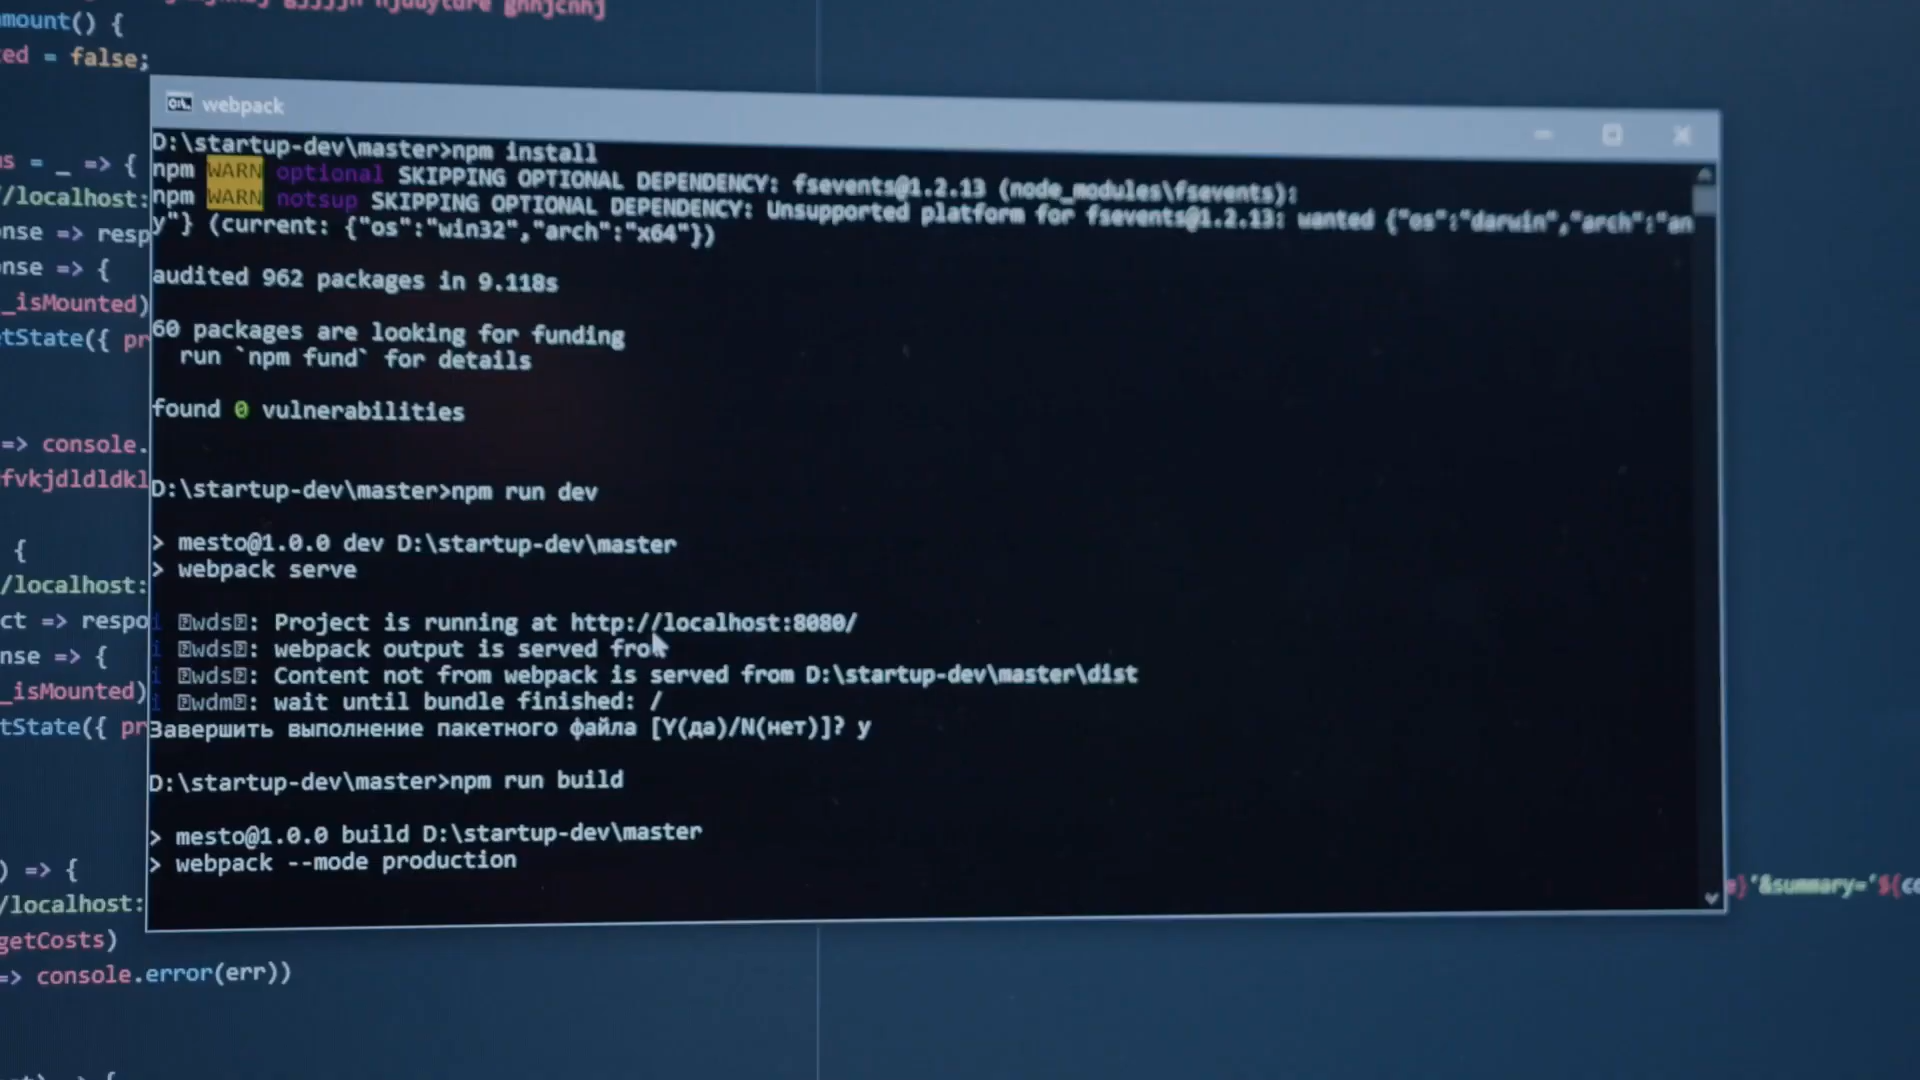 mount() {
ed = false;
webpack
D:\startup-dev\master>npm install
npm WARN optional SKIPPING OPTIONAL DEPENDENCY: fsevents@1.2.13 (node_modules\fsevents):
npm WARN notsup SKIPPING OPTIONAL DEPENDENCY: Unsupported platform for fsevents@1.2.13: wanted {"os":"darwin","arch":"an
y"} (current: {"os":"win32","arch":"x64"})
audited 962 packages in 9.118s
60 packages are looking for funding
run `npm fund` for details
found 0 vulnerabilities
D:\startup-dev\master>npm run dev
> mesto@1.0.0 dev D:\startup-dev\master
> webpack serve
i ⍰wds⍰: Project is running at http://localhost:8080/
i ⍰wds⍰: webpack output is served from
i ⍰wds⍰: Content not from webpack is served from D:\startup-dev\master\dist
i ⍰wdm⍰: wait until bundle finished: /
Завершить выполнение пакетного файла [Y(да)/N(нет)]? y
D:\startup-dev\master>npm run build
> mesto@1.0.0 build D:\startup-dev\master
> webpack --mode production
s = _ => {
/localhost:
nse => resp
nse => {
_isMounted)
tState({ pr
=> console.
fvkjdldldkl
{
/localhost:
ct => respo
nse => {
_isMounted)
tState({ pr
) => {
/localhost:
getCosts)
=> console.error(err))
}'&summary='${co